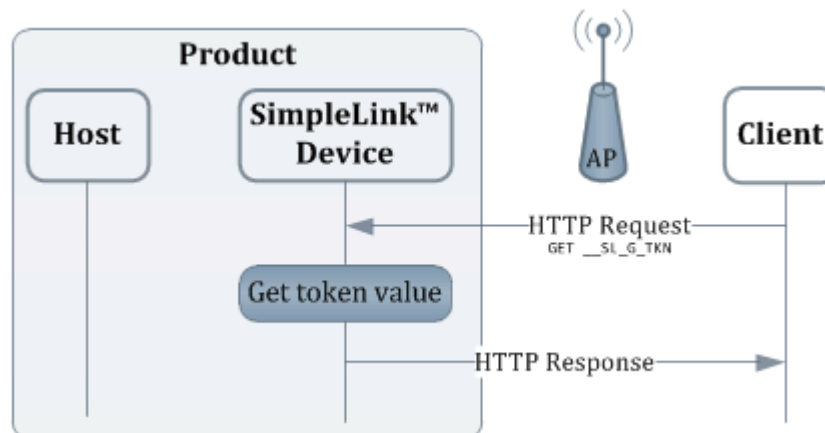 Product
Host
SimpleLink™
Device
AP
Client
HTTP Request
GET __SL_G_TKN
Get token value
HTTP Response